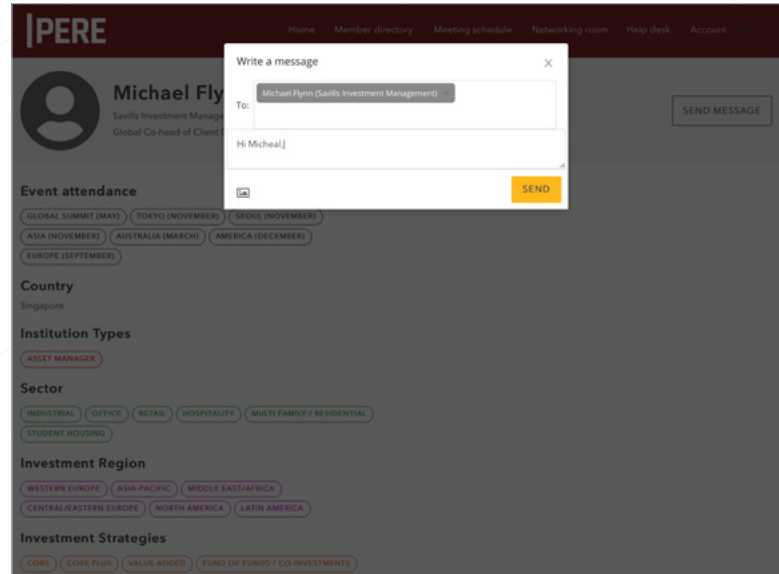 PERE
Home Member directory Meeting schedule Networking room Help desk Account
Write a message
To: Michael Flynn (Savills Investment Management)
Hi Micheal,
SEND
Michael Fly
Savills Investment Manage
Global Co-head of Client
SEND MESSAGE
Event attendance
GLOBAL SUMMIT (MAY) TOKYO (NOVEMBER) SEOUL (NOVEMBER)
ASIA (NOVEMBER) AUSTRALIA (MARCH) AMERICA (DECEMBER)
EUROPE (SEPTEMBER)
Country
Singapore
Institution Types
ASSET MANAGER
Sector
INDUSTRIAL OFFICE RETAIL HOSPITALITY MULTI FAMILY / RESIDENTIAL
STUDENT HOUSING
Investment Region
WESTERN EUROPE ASIA-PACIFIC MIDDLE EAST/AFRICA
CENTRAL/EASTERN EUROPE NORTH AMERICA LATIN AMERICA
Investment Strategies
CORE CORE PLUS VALUE ADDED FUND OF FUNDS / CO-INVESTMENTS